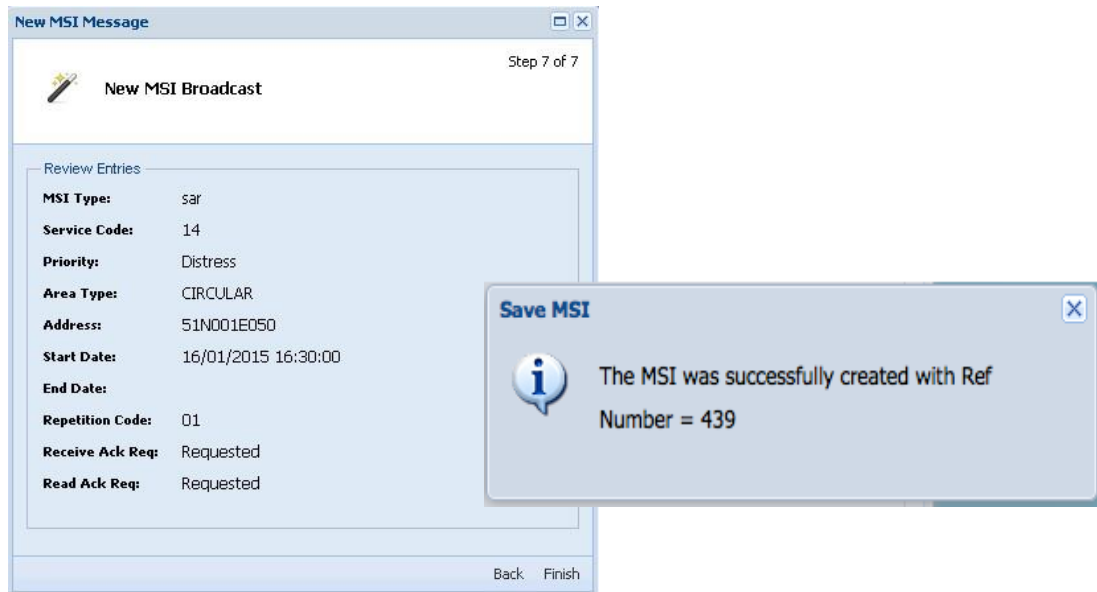 New MSI Message
Step 7 of 7
New MSI Broadcast
Review Entries
MSI Type: sar
Service Code: 14
Priority: Distress
Area Type: CIRCULAR
Address: 51N001E050
Start Date: 16/01/2015 16:30:00
End Date:
Repetition Code: 01
Receive Ack Req: Requested
Read Ack Req: Requested
Back Finish
Save MSI
The MSI was successfully created with Ref
Number = 439